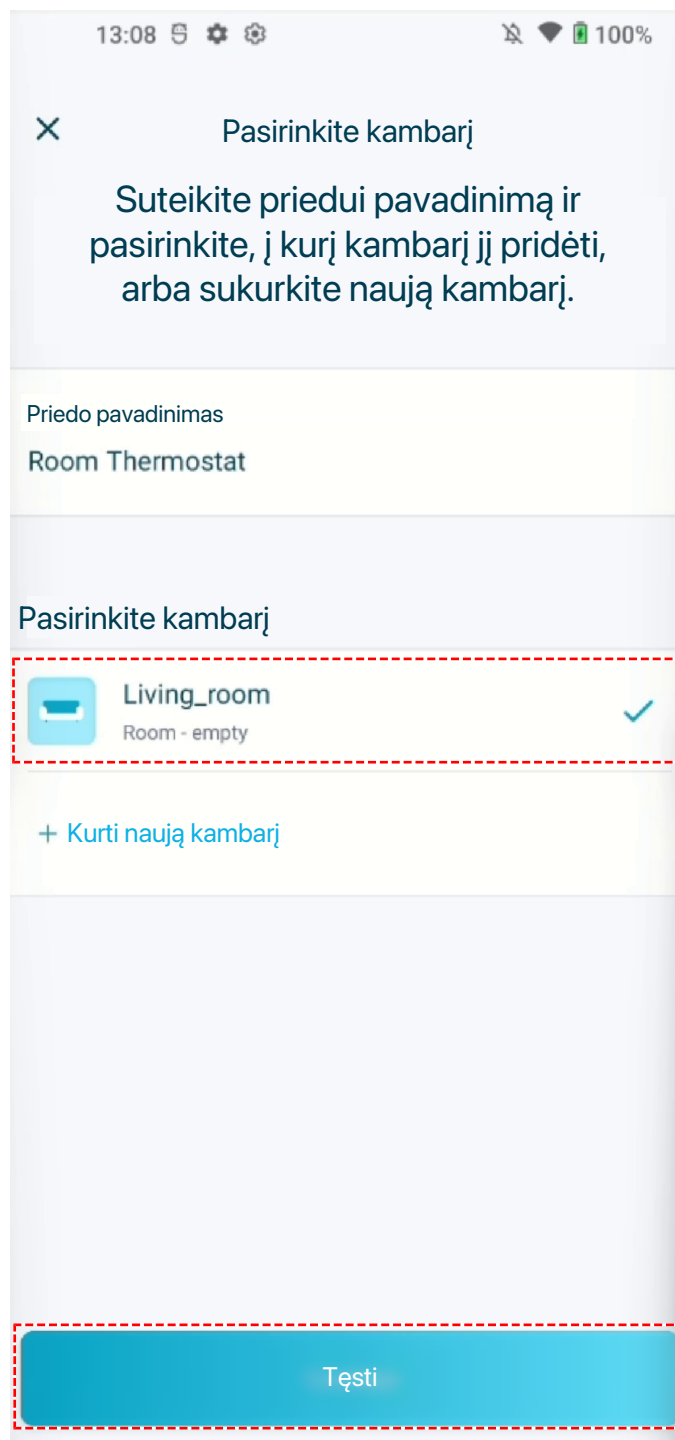 13:08 100%
Pasirinkite kambarį
Suteikite priedui pavadinimą ir
pasirinkite, į kurį kambarį jį pridėti,
arba sukurkite naują kambarį.
Priedo pavadinimas
Room Thermostat
Pasirinkite kambarį
Living_room
Room - empty
+ Kurti naują kambarį
Tęsti